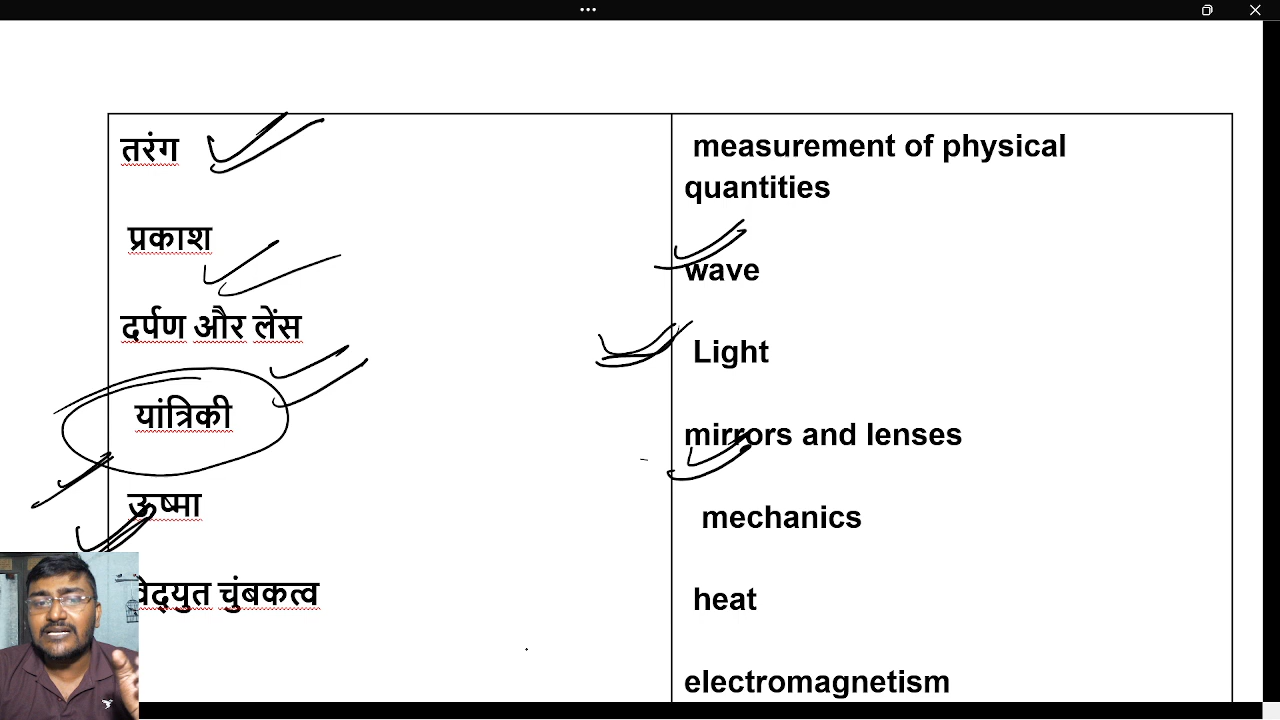 तरंग
प्रकाश
दर्पण और लेंस
यांत्रिकी
ऊष्मा
चुंबकत्व
measurement of physical
quantities
wave
Light
mirrors and lenses
mechanics
heat
electromagnetism